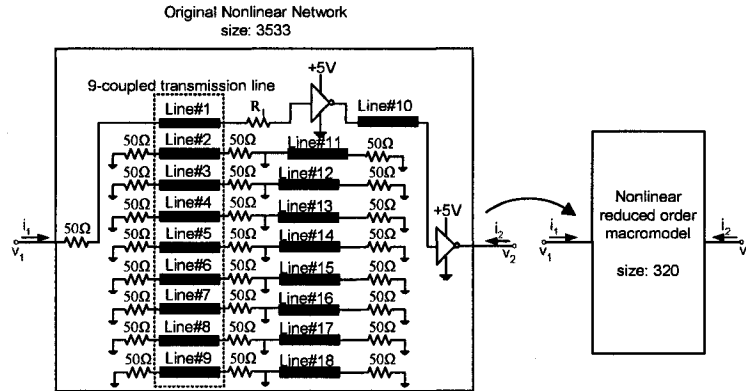 Original Nonlinear Network
size: 3533
9-coupled transmission line
+5V
Line#1
R
Line#10
50Ω Line#2 50Ω Line#11 50Ω
50Ω Line#3 50Ω Line#12 50Ω
50Ω Line#4 50Ω Line#13 50Ω
50Ω Line#5 50Ω Line#14 50Ω
50Ω Line#6 50Ω Line#15 50Ω
50Ω Line#7 50Ω Line#16 50Ω
50Ω Line#8 50Ω Line#17 50Ω
50Ω Line#9 50Ω Line#18 50Ω
i₁
v₁
50Ω
+5V
i₂
v₂
i₁
v₁
Nonlinear
reduced order
macromodel
size: 320
i₂
v₂